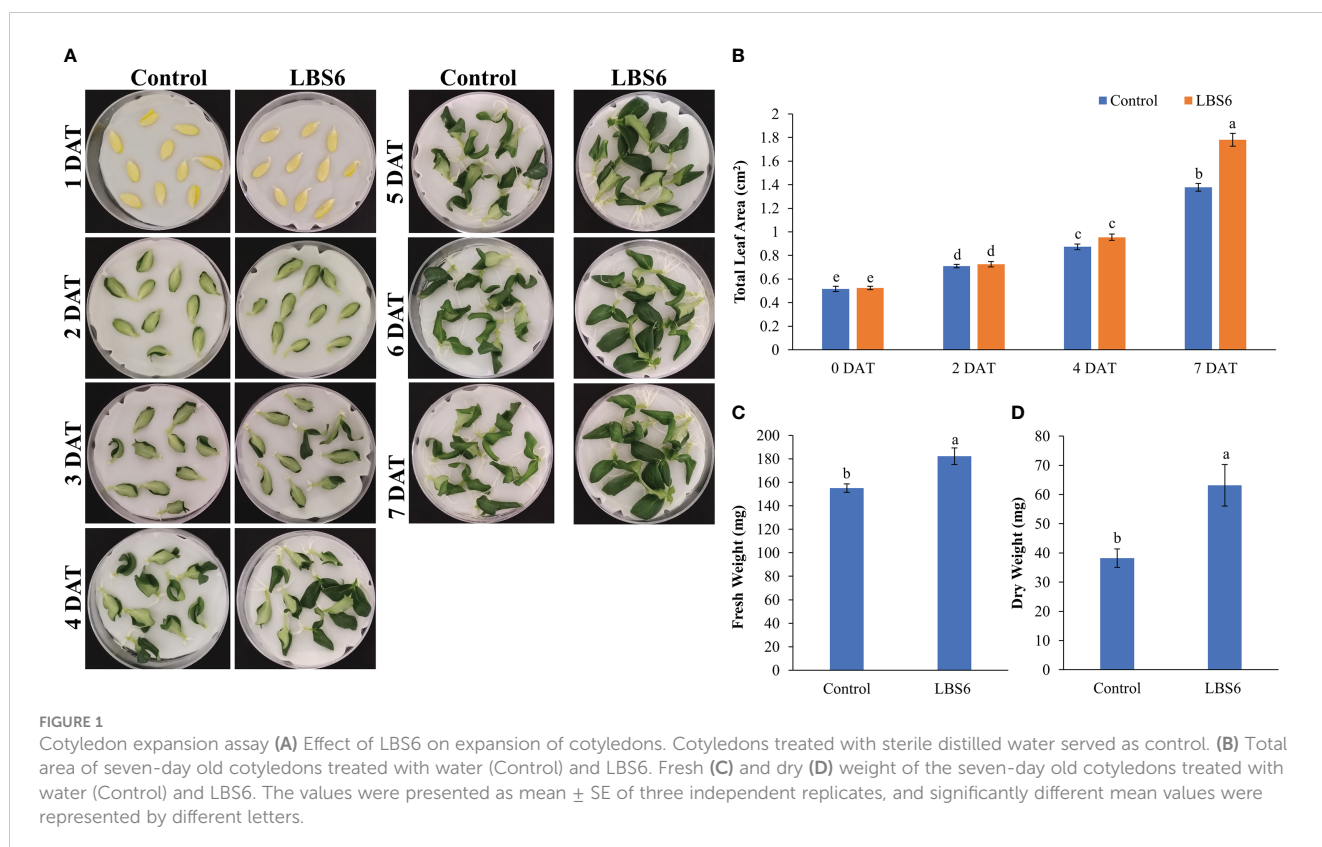 A
Control
LBS6
LBS6
1 DAT
2 DAT
3 DAT
4 DAT
5 DAT
6 DAT
7 DAT
B
Control
LBS6
Total Leaf Area (cm²)
2
1.8
1.6
1.4
1.2
1
0.8
0.6
0.4
0.2
0
e e d d c c b a
0 DAT 2 DAT 4 DAT 7 DAT
C
Fresh Weight (mg)
200
180
160
140
120
100
80
60
40
20
0
b a
Control LBS6
D
Dry Weight (mg)
80
70
60
50
40
30
20
10
0
b a
Control LBS6
FIGURE 1
Cotyledon expansion assay (A) Effect of LBS6 on expansion of cotyledons. Cotyledons treated with sterile distilled water served as control. (B) Total
area of seven-day old cotyledons treated with water (Control) and LBS6. Fresh (C) and dry (D) weight of the seven-day old cotyledons treated with
water (Control) and LBS6. The values were presented as mean ± SE of three independent replicates, and significantly different mean values were
represented by different letters.